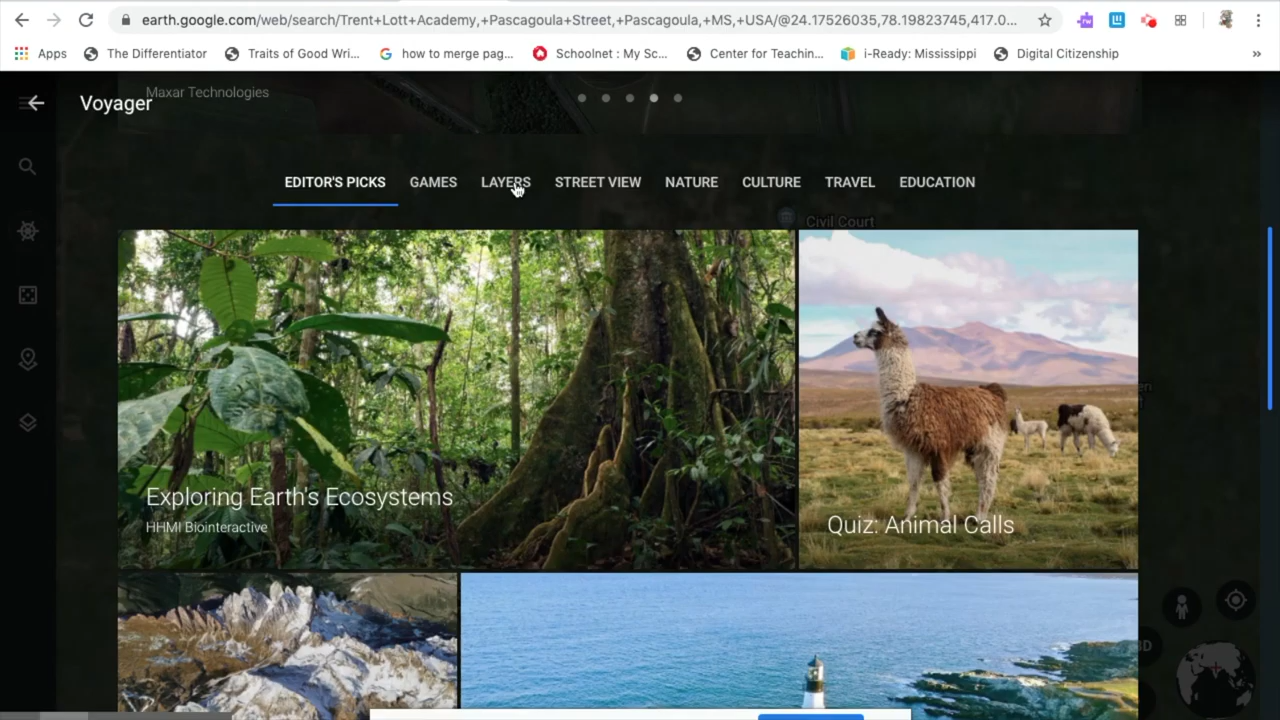 earth.google.com/web/search/Trent+Lott+Academy,+Pascagoula+Street,+Pascagoula,+MS,+USA/@24.17526035,78.19823745,417.0...
Apps The Differentiator Traits of Good Wri... how to merge pag... Schoolnet : My Sc... Center for Teachin... i-Ready: Mississippi Digital Citizenship »
Maxar Technologies
Voyager
EDITOR'S PICKS GAMES LAYERS STREET VIEW NATURE CULTURE TRAVEL EDUCATION
Civil Court
Exploring Earth's Ecosystems
HHMI Biointeractive
Quiz: Animal Calls